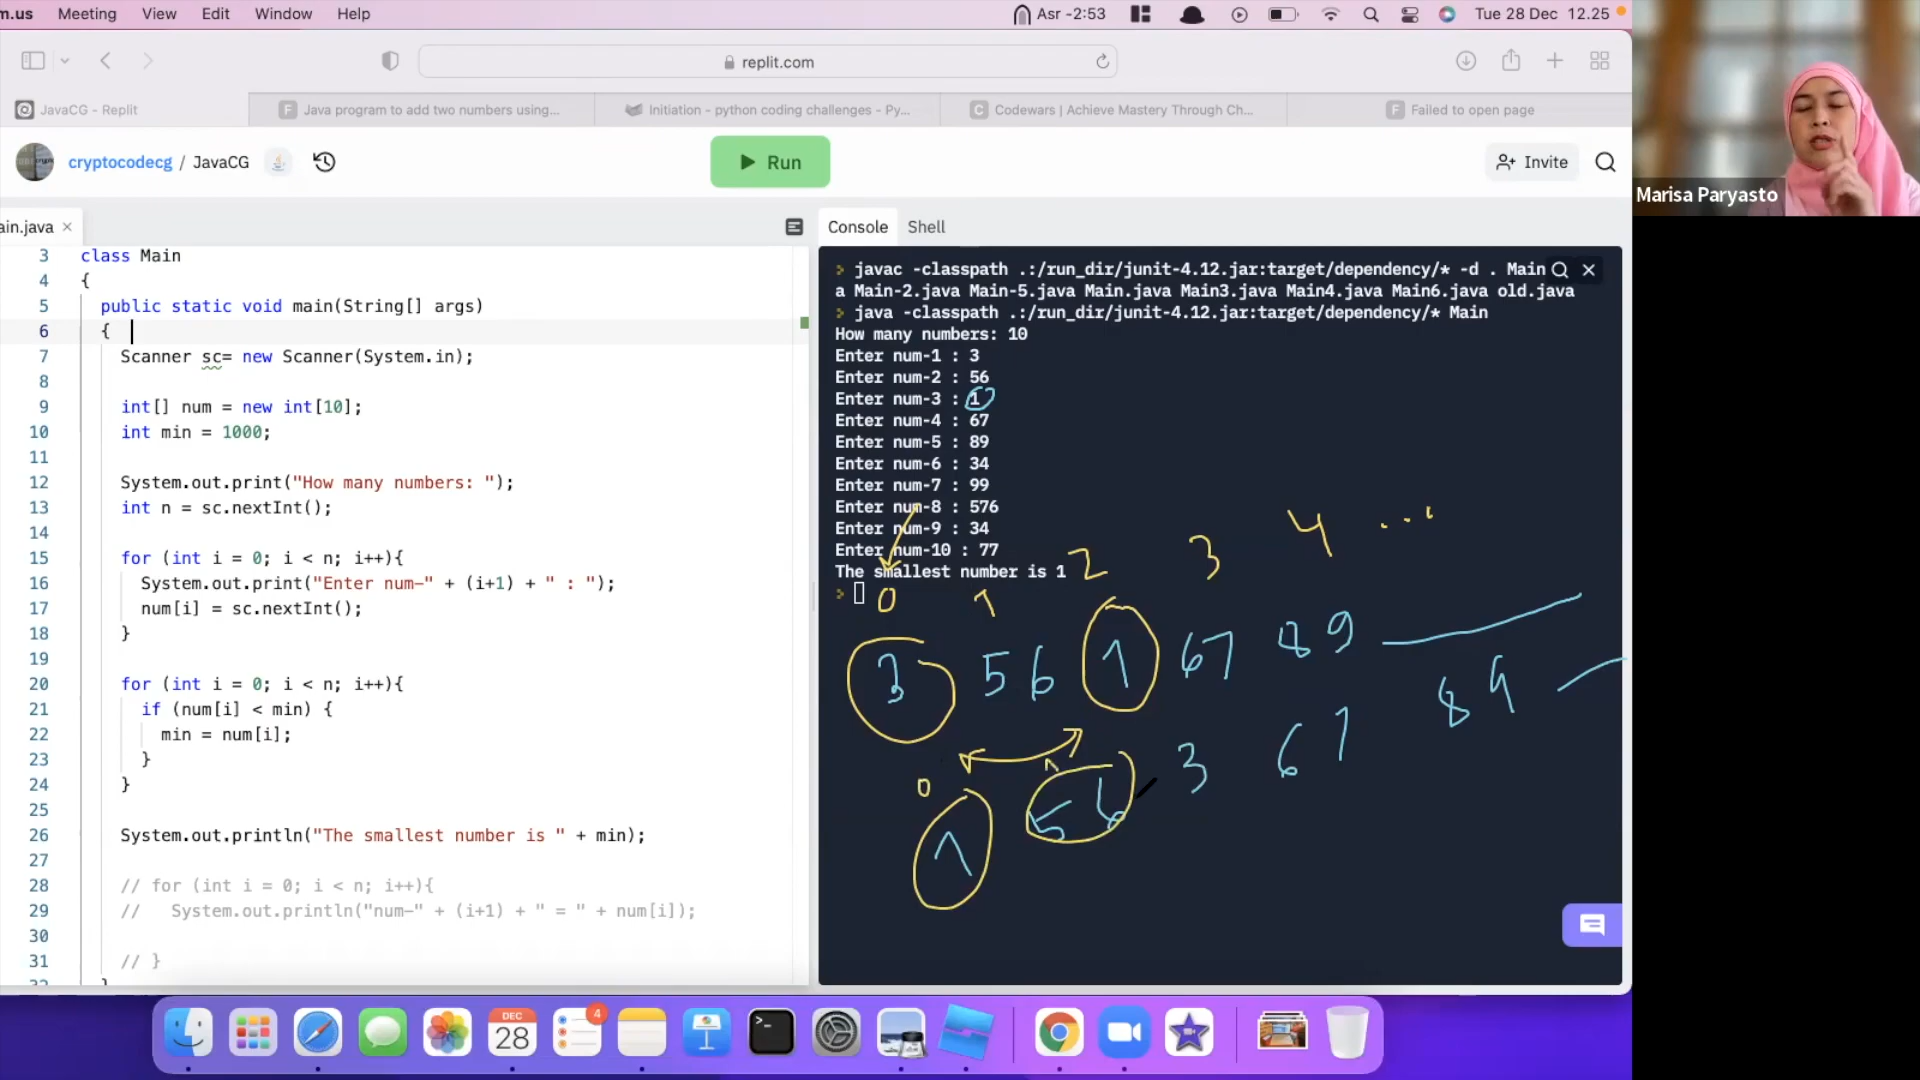 m.us Meeting View Edit Window Help Asr -2:53 Tue 28 Dec 12.25
replit.com
JavaCG - Replit
Java program to add two numbers using...
Initiation - python coding challenges - Py...
Codewars | Achieve Mastery Through Ch...
Failed to open page
cryptocodecg / JavaCG
Run
Invite
Marisa Paryasto
ain.java
3 class Main
4 {
5 public static void main(String[] args)
6 {
7 Scanner sc= new Scanner(System.in);
8
9 int[] num = new int[10];
10 int min = 1000;
11
12 System.out.print("How many numbers: ");
13 int n = sc.nextInt();
14
15 for (int i = 0; i < n; i++){
16 System.out.print("Enter num-" + (i+1) + " : ");
17 num[i] = sc.nextInt();
18 }
19
20 for (int i = 0; i < n; i++){
21 if (num[i] < min) {
22 min = num[i];
23 }
24 }
25
26 System.out.println("The smallest number is " + min);
27
28 // for (int i = 0; i < n; i++){
29 // System.out.println("num-" + (i+1) + " = " + num[i]);
30
31 // }
Console Shell
javac -classpath .:/run_dir/junit-4.12.jar:target/dependency/* -d . Main
a Main-2.java Main-5.java Main.java Main3.java Main4.java Main6.java old.java
java -classpath .:/run_dir/junit-4.12.jar:target/dependency/* Main
How many numbers: 10
Enter num-1 : 3
Enter num-2 : 56
Enter num-3 : 1
Enter num-4 : 67
Enter num-5 : 89
Enter num-6 : 34
Enter num-7 : 99
Enter num-8 : 576
Enter num-9 : 34
Enter num-10 : 77
The smallest number is 1
0 1 2 3 4 ...
3 56 1 67 89
0 1
1 56 3 67 89
4
DEC
28